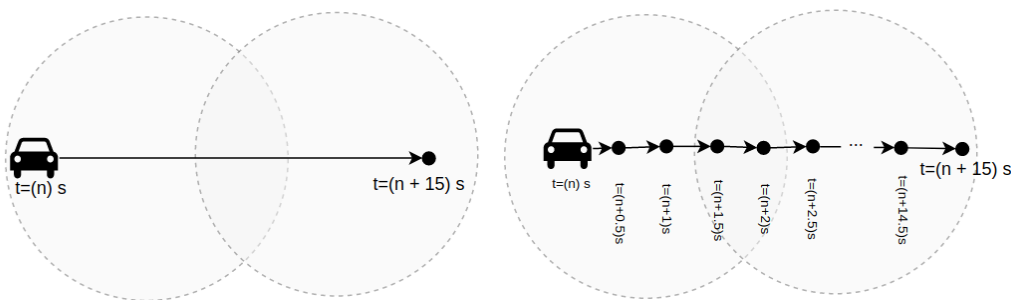 t=(n) s
t=(n + 15) s
t=(n) s
t=(n+0.5)s
t=(n+1)s
t=(n+1.5)s
t=(n+2)s
t=(n+2.5)s
...
t=(n+14.5)s
t=(n + 15) s